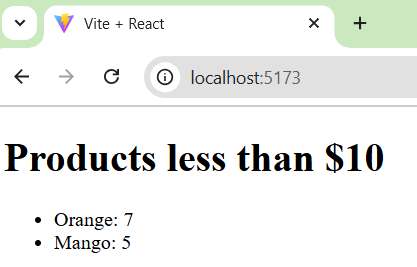 Vite + React
localhost:5173
Products less than $10
Orange: 7
Mango: 5